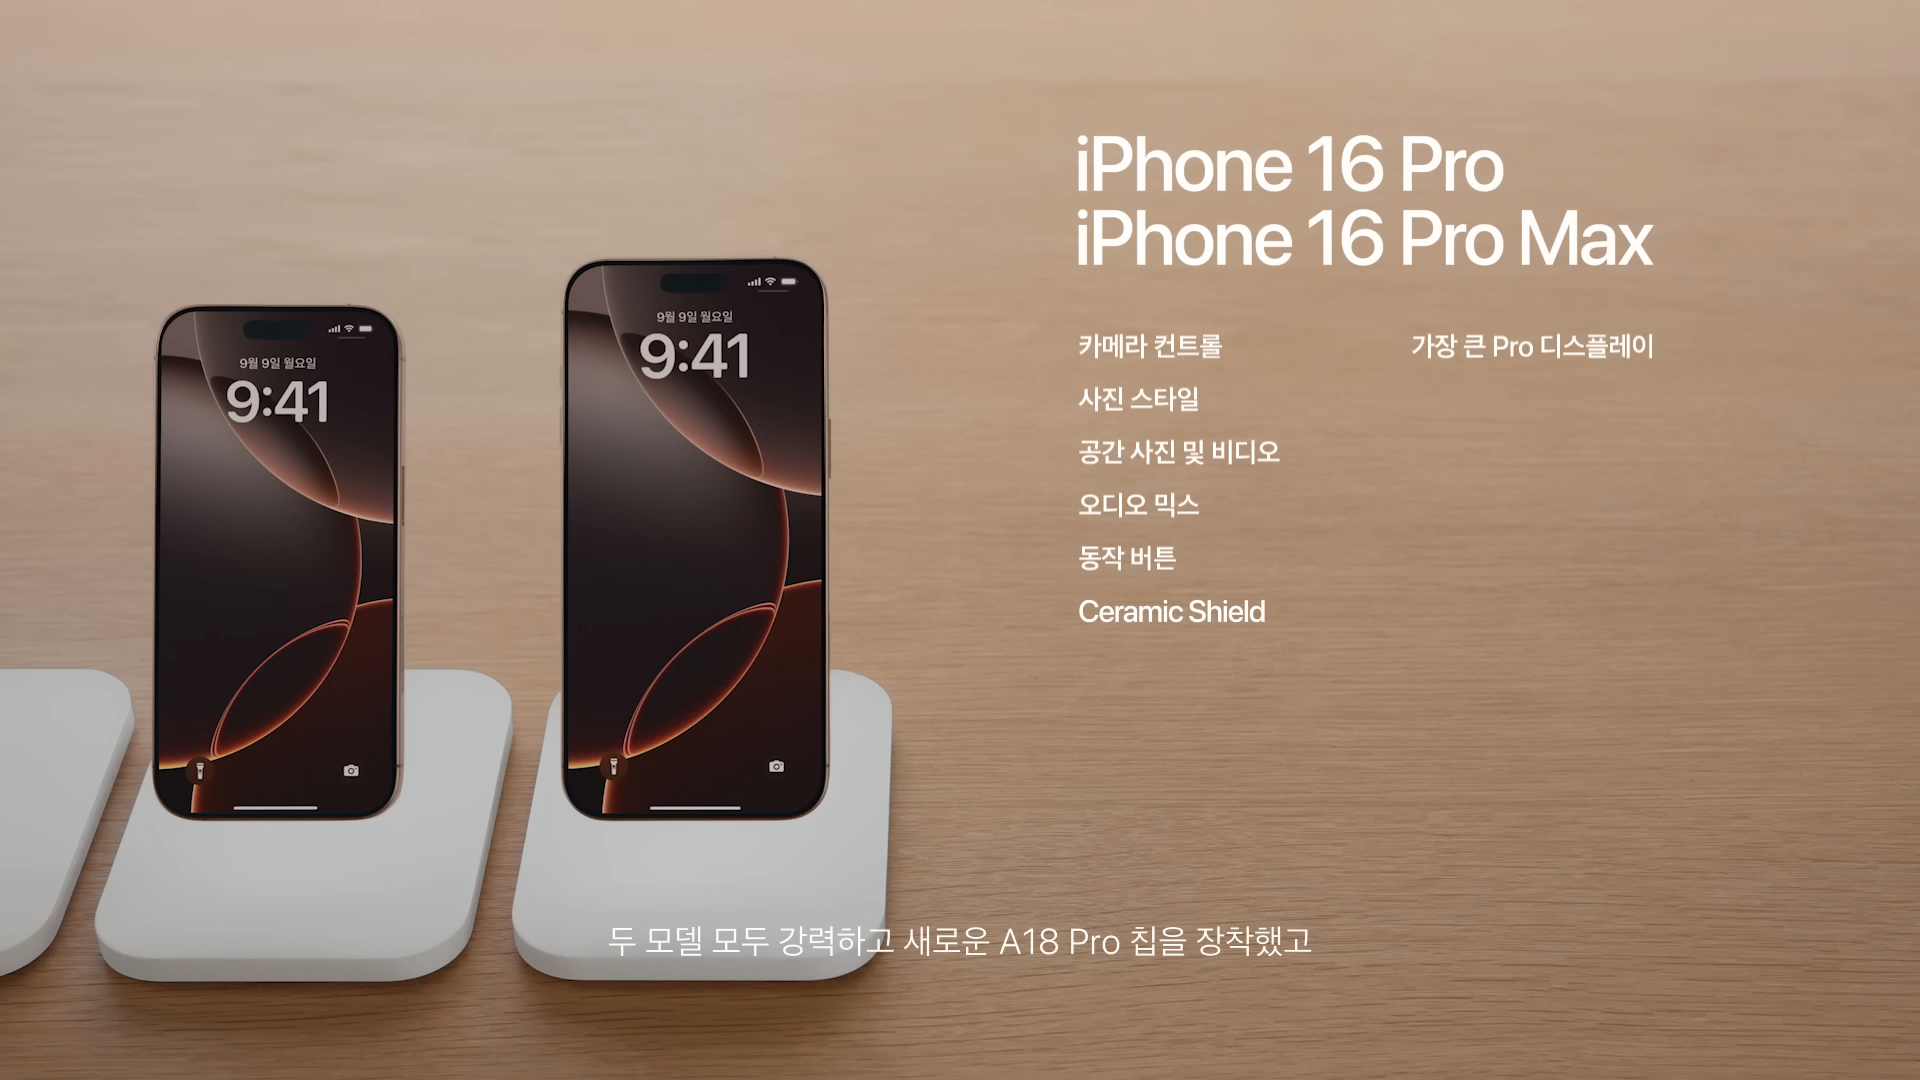 iPhone 16 Pro
iPhone 16 Pro Max
카메라 컨트롤
사진 스타일
공간 사진 및 비디오
오디오 믹스
동작 버튼
Ceramic Shield
가장 큰 Pro 디스플레이
9월 9일 월요일
9:41
9월 9일 월요일
9:41
두 모델 모두 강력하고 새로운 A18 Pro 칩을 장착했고